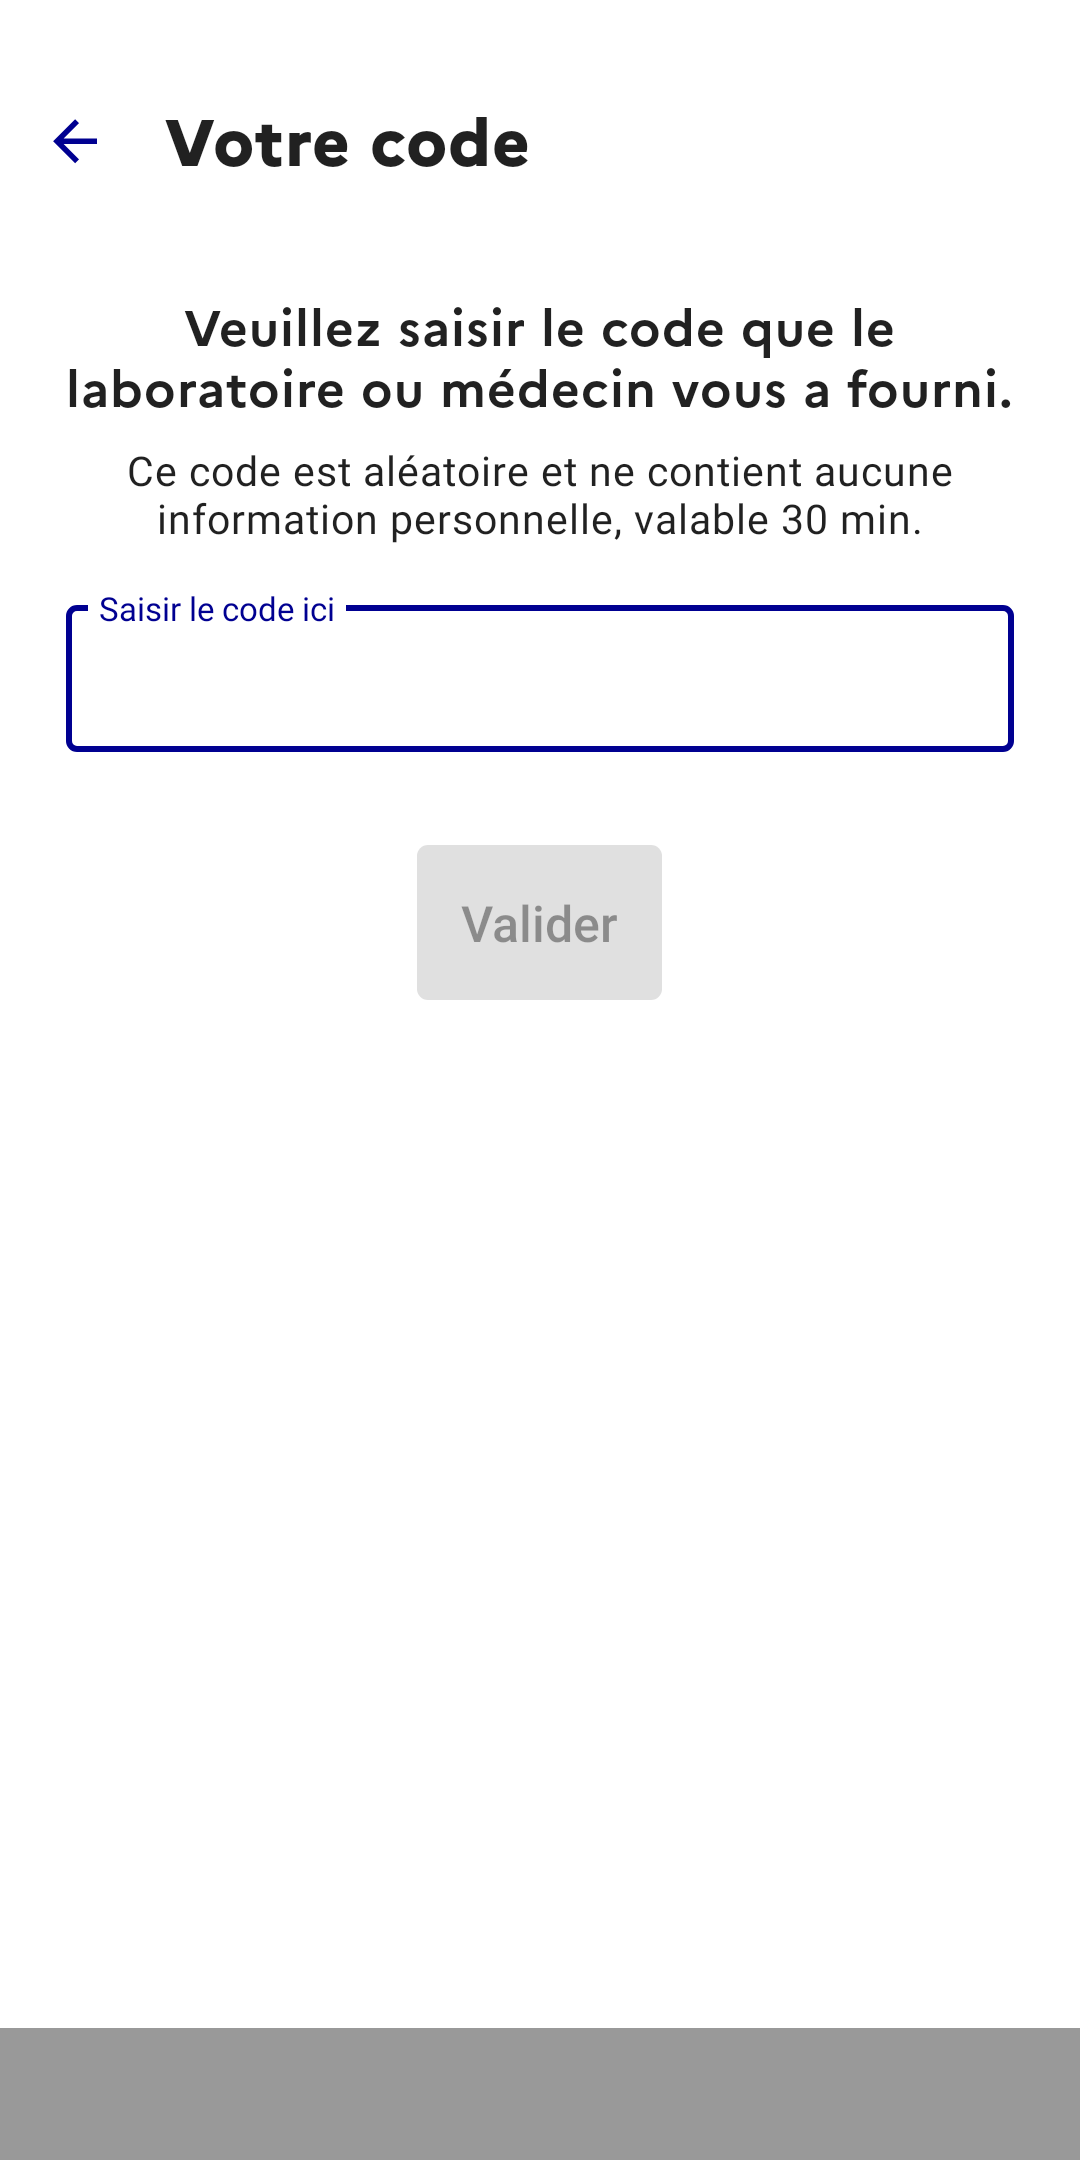 Votre code
Veuillez saisir le code que le
laboratoire ou médecin vous a fourni.
Ce code est aléatoire et ne contient aucune
information personnelle, valable 30 min.
Saisir le code ici
Valider